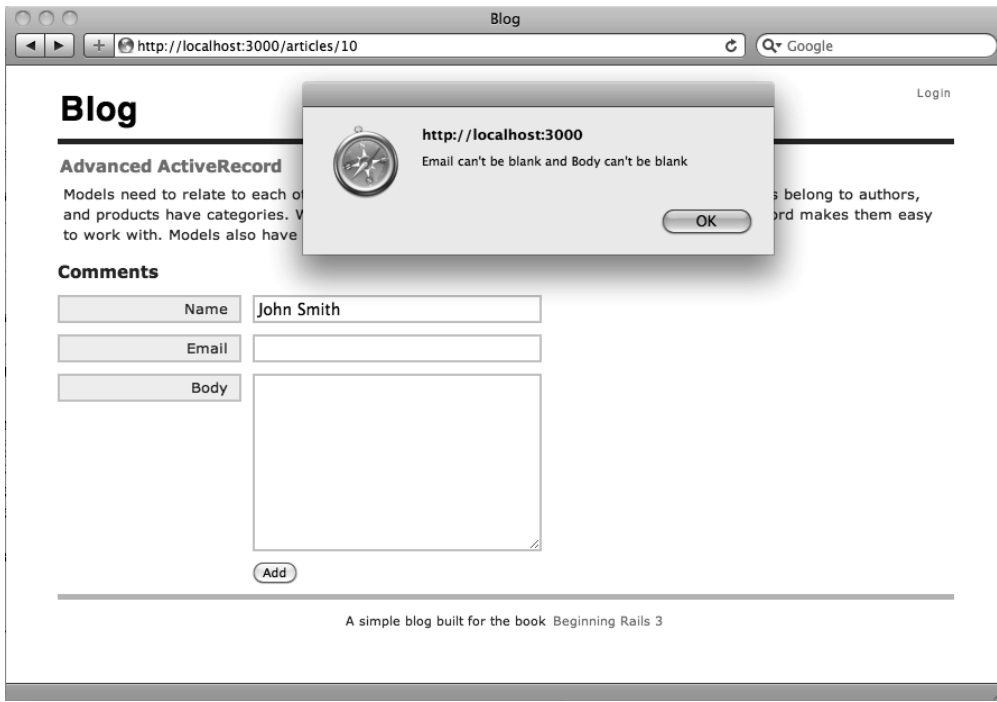 Blog
http://localhost:3000/articles/10
Google
Blog
Login
http://localhost:3000
Email can't be blank and Body can't be blank
OK
Advanced ActiveRecord
Models need to relate to each belong to authors,
and products have categories. makes them easy
to work with. Models also have
Comments
Name
John Smith
Email
Body
Add
A simple blog built for the book Beginning Rails 3